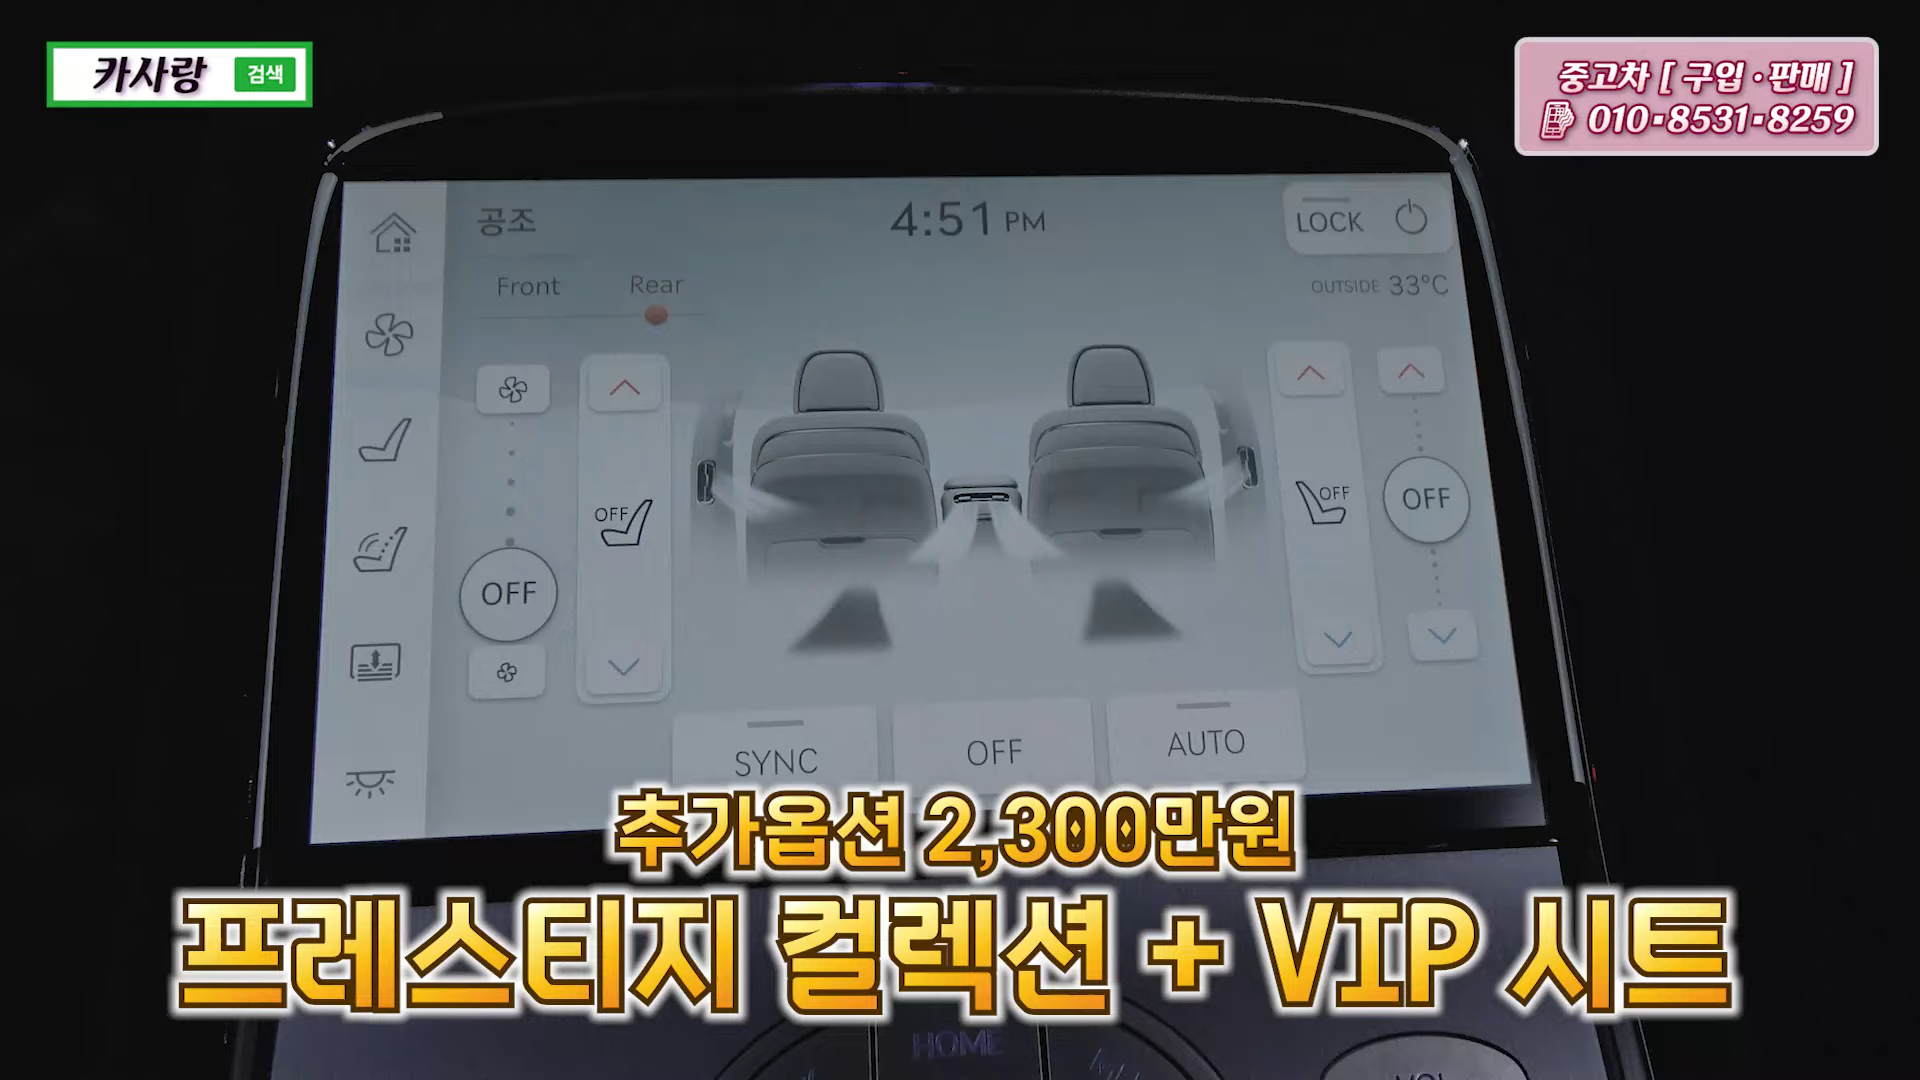 카사랑 검색
중고차 [ 구입·판매 ]
010·8531·8259
공조
4:51 PM
LOCK
Front
Rear
OUTSIDE 33°C
OFF
OFF
OFF
OFF
SYNC
OFF
AUTO
추가옵션 2,300만원
프레스티지 컬렉션 + VIP 시트
HOME